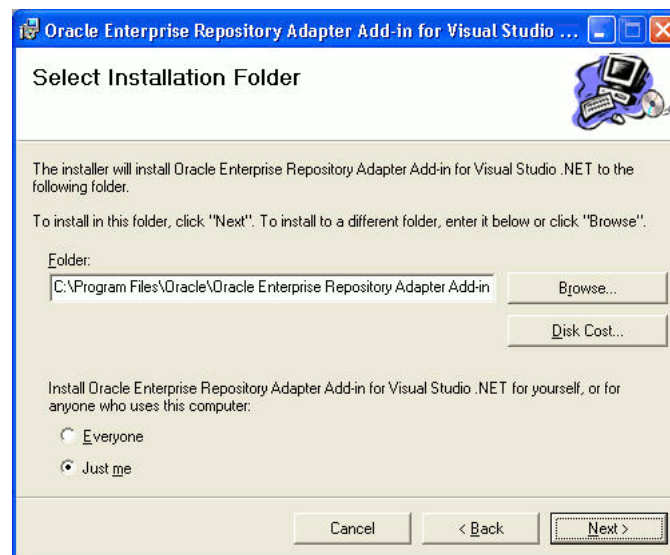 Oracle Enterprise Repository Adapter Add-in for Visual Studio ...
Select Installation Folder
The installer will install Oracle Enterprise Repository Adapter Add-in for Visual Studio .NET to the
following folder.
To install in this folder, click "Next". To install to a different folder, enter it below or click "Browse".
Folder:
C:\Program Files\Oracle\Oracle Enterprise Repository Adapter Add-in
Browse...
Disk Cost...
Install Oracle Enterprise Repository Adapter Add-in for Visual Studio .NET for yourself, or for
anyone who uses this computer:
Everyone
Just me
Cancel
< Back
Next >